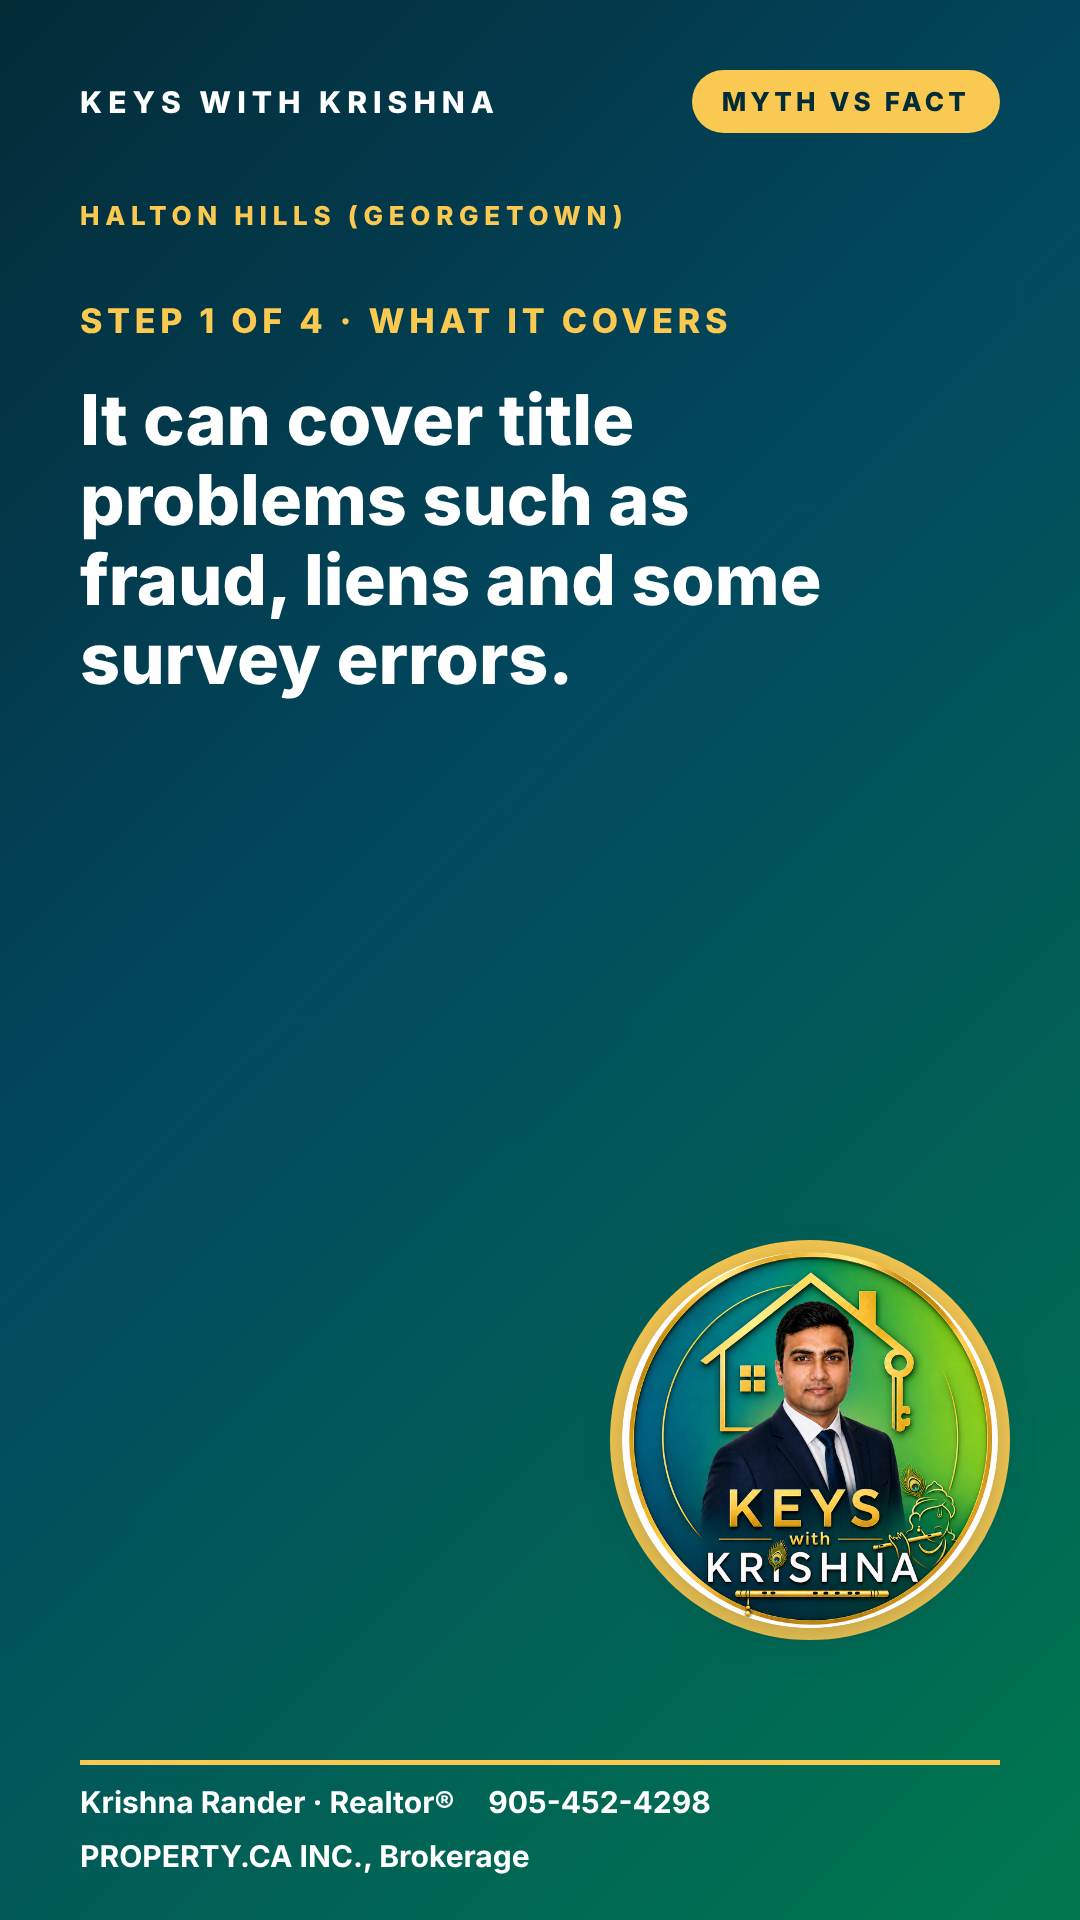 KEYS WITH KRISHNA
MYTH VS FACT
HALTON HILLS (GEORGETOWN)
STEP 1 OF 4 · WHAT IT COVERS
It can cover title
problems such as
fraud, liens and some
survey errors.
KEYS
with
KRISHNA
Krishna Rander · Realtor® 905-452-4298
PROPERTY.CA INC., Brokerage